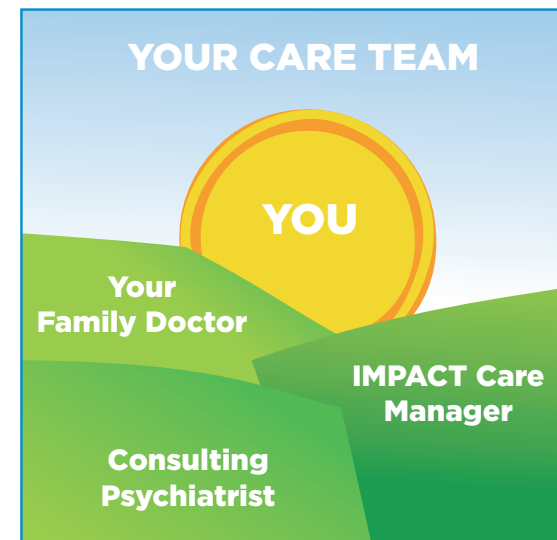 YOUR CARE TEAM
YOU
Your
Family Doctor
IMPACT Care
Manager
Consulting
Psychiatrist